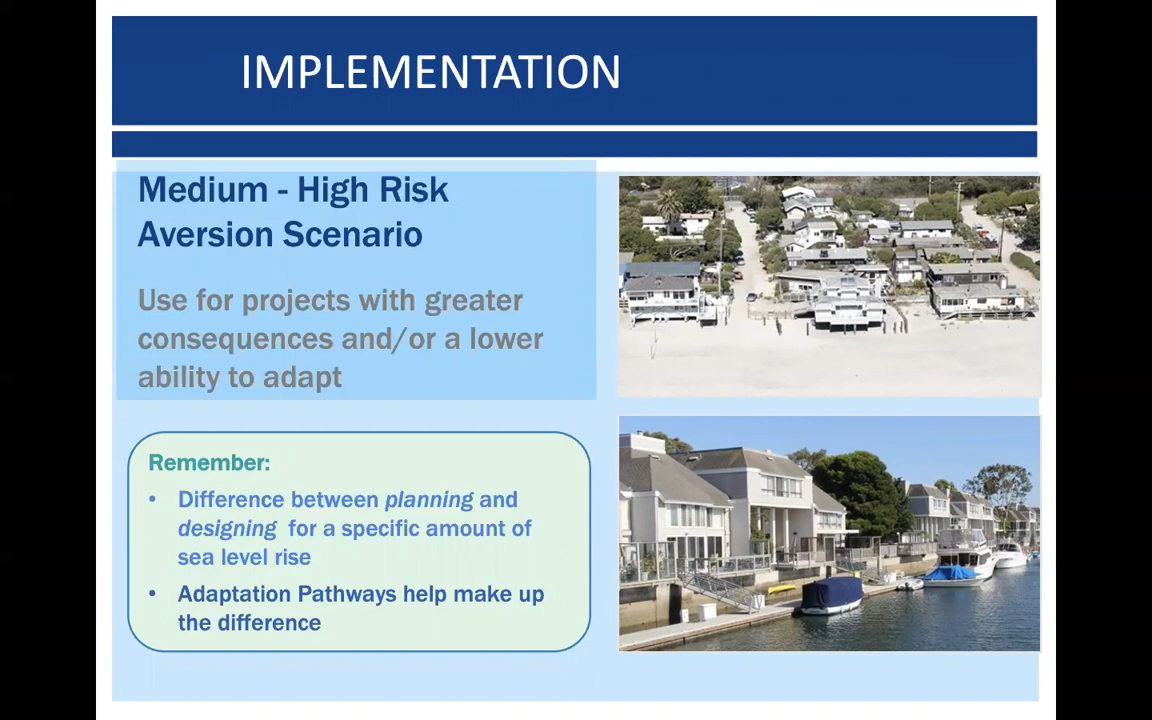 IMPLEMENTATION
Medium - High Risk
Aversion Scenario
Use for projects with greater
consequences and/or a lower
ability to adapt
Remember:
• Difference between planning and
designing for a specific amount of
sea level rise
• Adaptation Pathways help make up
the difference